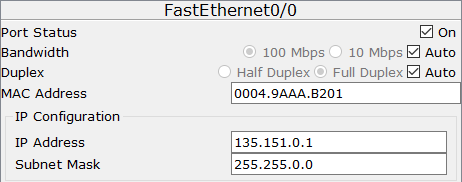 FastEthernet0/0
Port Status On
Bandwidth 100 Mbps 10 Mbps Auto
Duplex Half Duplex Full Duplex Auto
MAC Address 0004.9AAA.B201
IP Configuration
IP Address 135.151.0.1
Subnet Mask 255.255.0.0